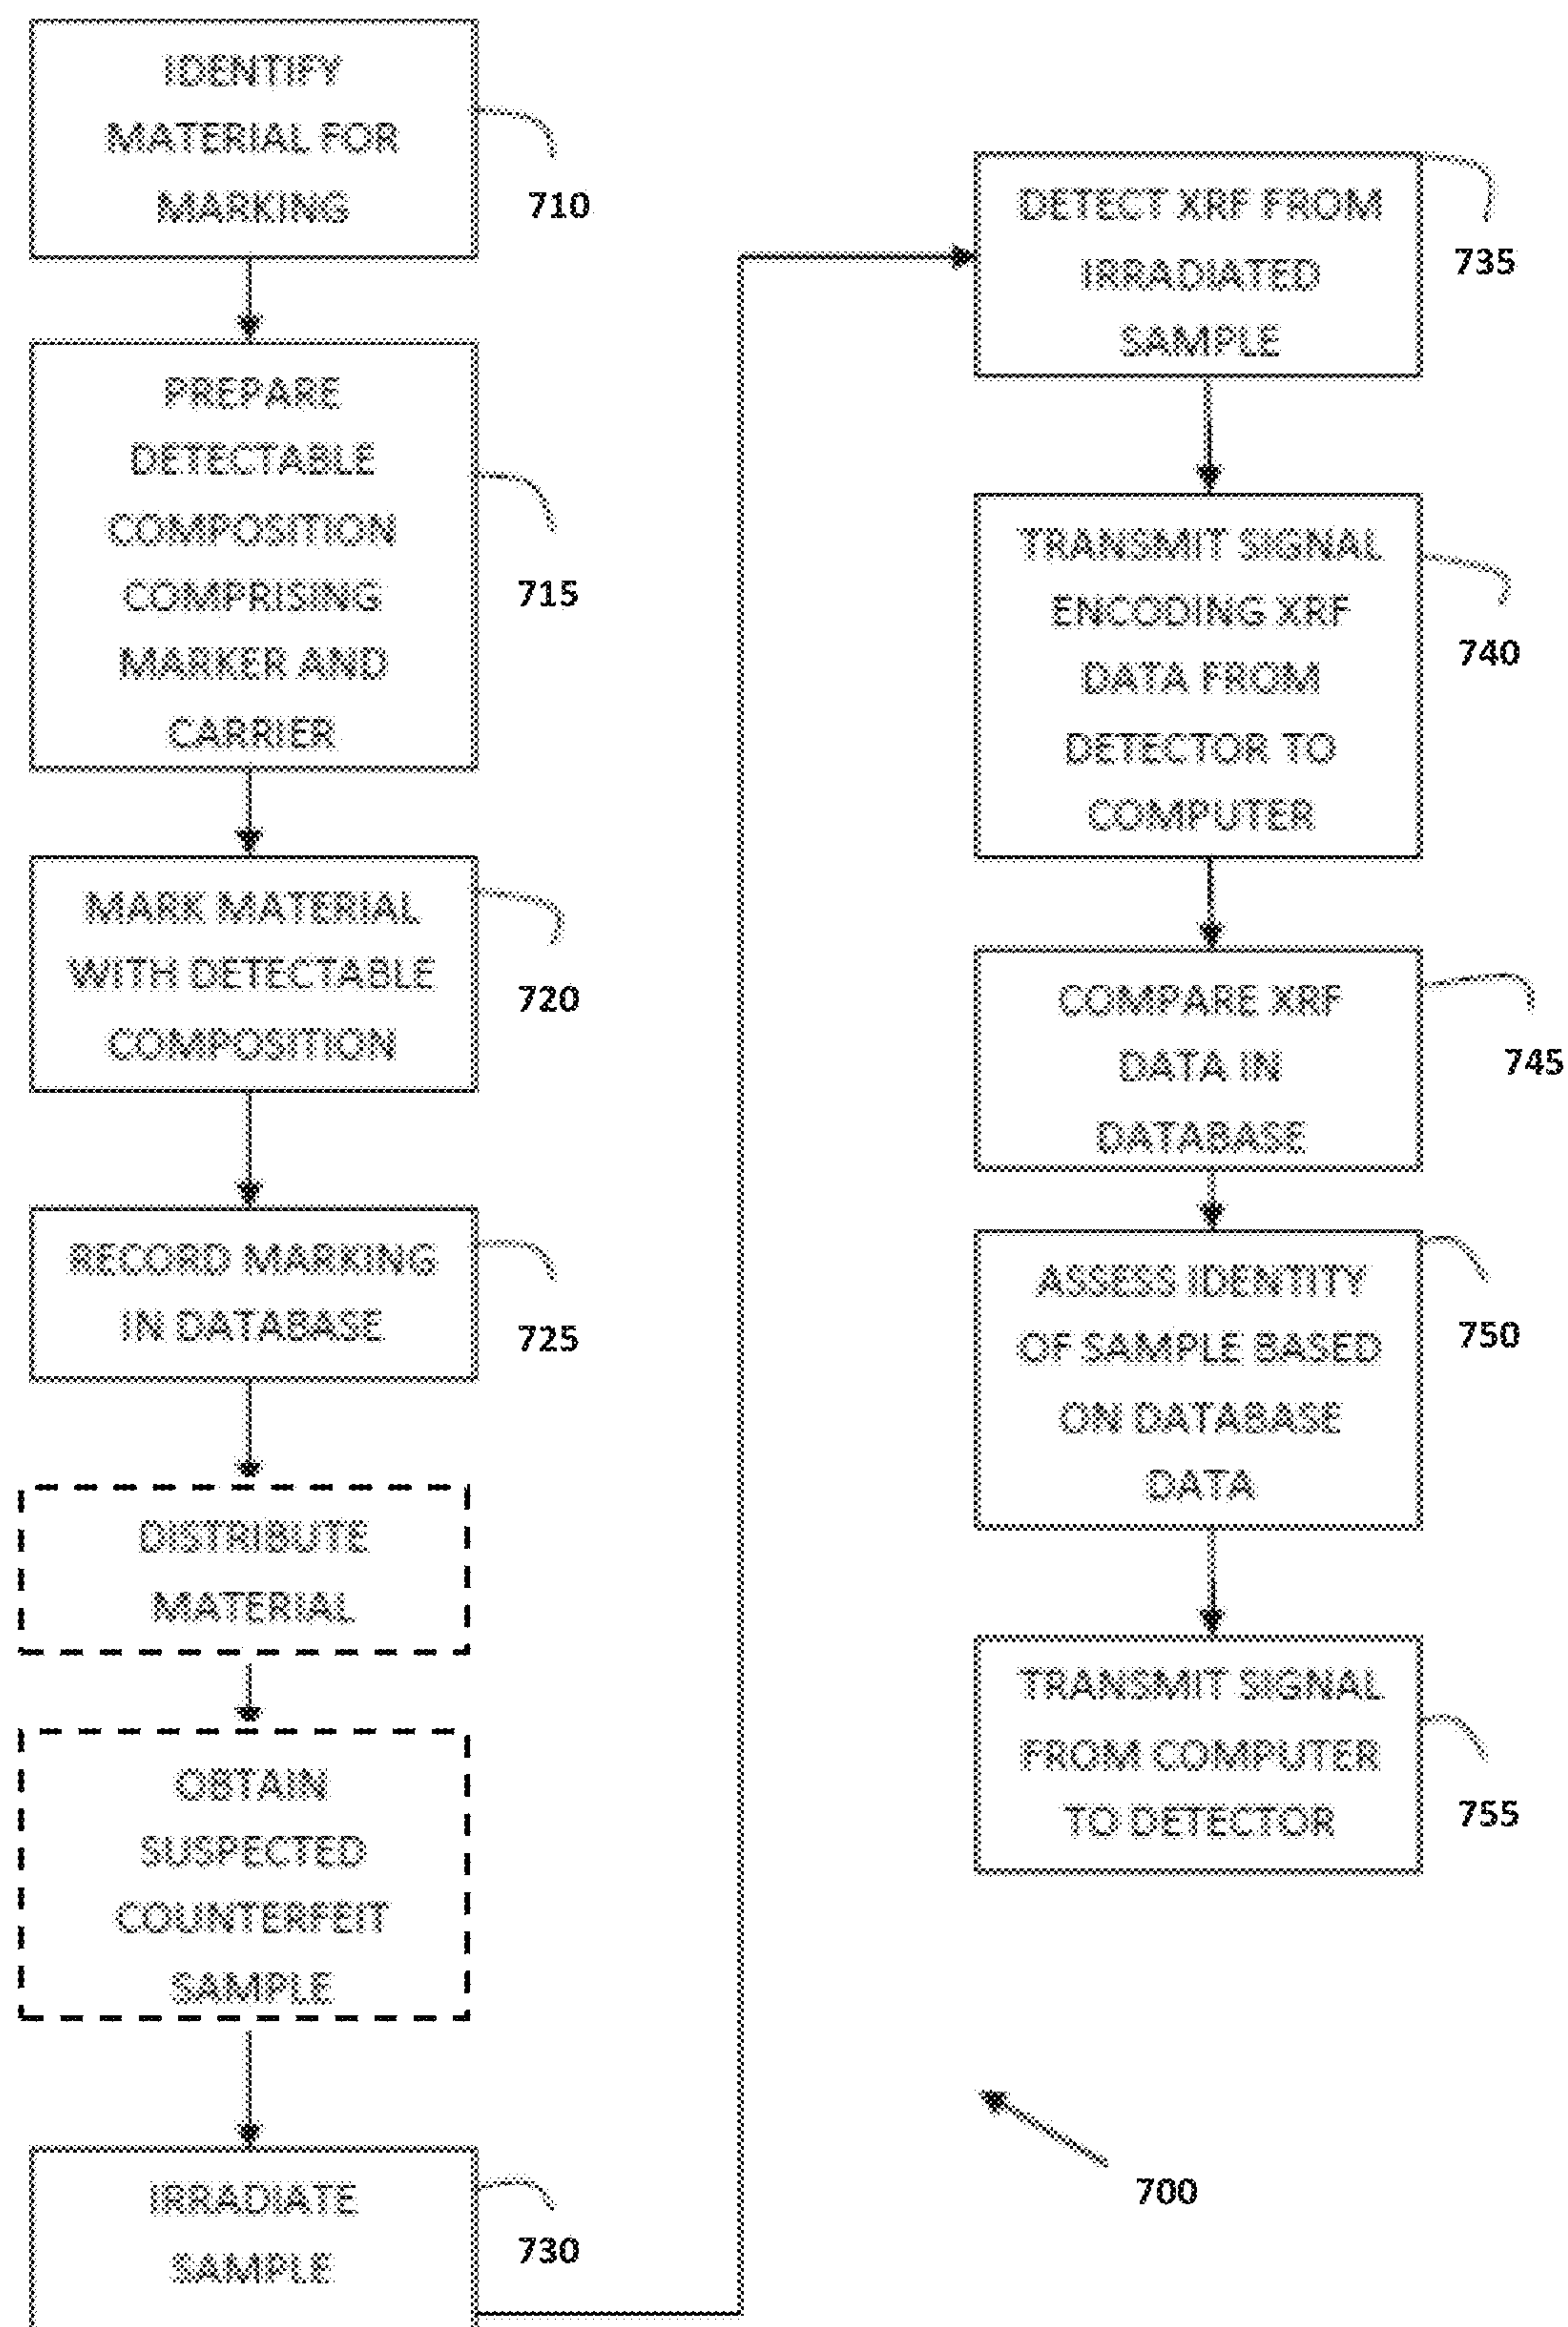 IDENTIFY
MATERIAL FOR
MARKING
710
PREPARE
DETECTABLE
COMPOSITION
COMPRISING
MARKER AND
CARRIER
715
MARK MATERIAL
WITH DETECTABLE
COMPOSITION
720
RECORD MARKING
IN DATABASE
725
DISTRIBUTE
MATERIAL
OBTAIN
SUSPECTED
COUNTERFEIT
SAMPLE
IRRADIATE
SAMPLE
730
DETECT XRF FROM
IRRADIATED
SAMPLE
735
TRANSMIT SIGNAL
ENCODING XRF
DATA FROM
DETECTOR TO
COMPUTER
740
COMPARE XRF
DATA IN
DATABASE
745
ASSESS IDENTITY
OF SAMPLE BASED
ON DATABASE
DATA
750
TRANSMIT SIGNAL
FROM COMPUTER
TO DETECTOR
755
700